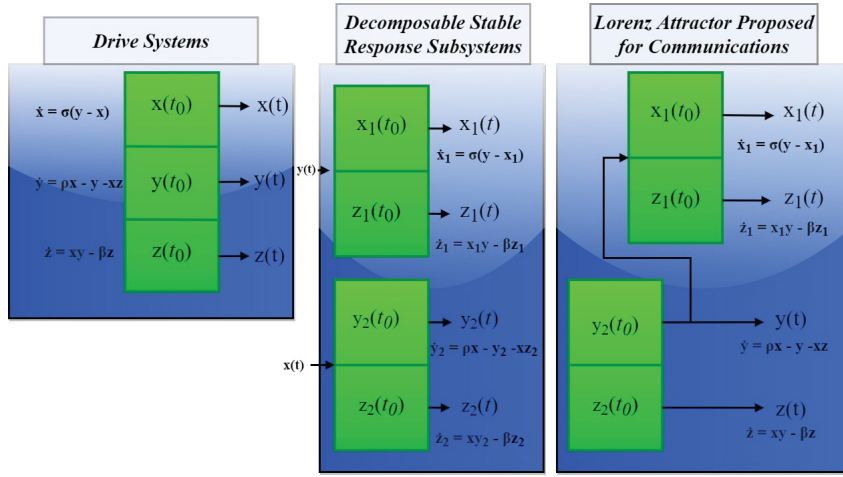 Drive Systems
ẋ = σ(y - x)
x(t₀)
x(t)
ẏ = ρx - y -xz
y(t₀)
y(t)
ż = xy - βz
z(t₀)
z(t)
Decomposable Stable
Response Subsystems
x₁(t₀)
x₁(t)
ẋ₁ = σ(y - x₁)
y(t)
z₁(t₀)
z₁(t)
ż₁ = x₁y - βz₁
y₂(t₀)
y₂(t)
ẏ₂ = ρx - y₂ -xz₂
x(t)
z₂(t₀)
z₂(t)
ż₂ = xy₂ - βz₂
Lorenz Attractor Proposed
for Communications
x₁(t₀)
x₁(t)
ẋ₁ = σ(y - x₁)
z₁(t₀)
z₁(t)
ż₁ = x₁y - βz₁
y₂(t₀)
y(t)
ẏ = ρx - y -xz
z₂(t₀)
z(t)
ż = xy - βz